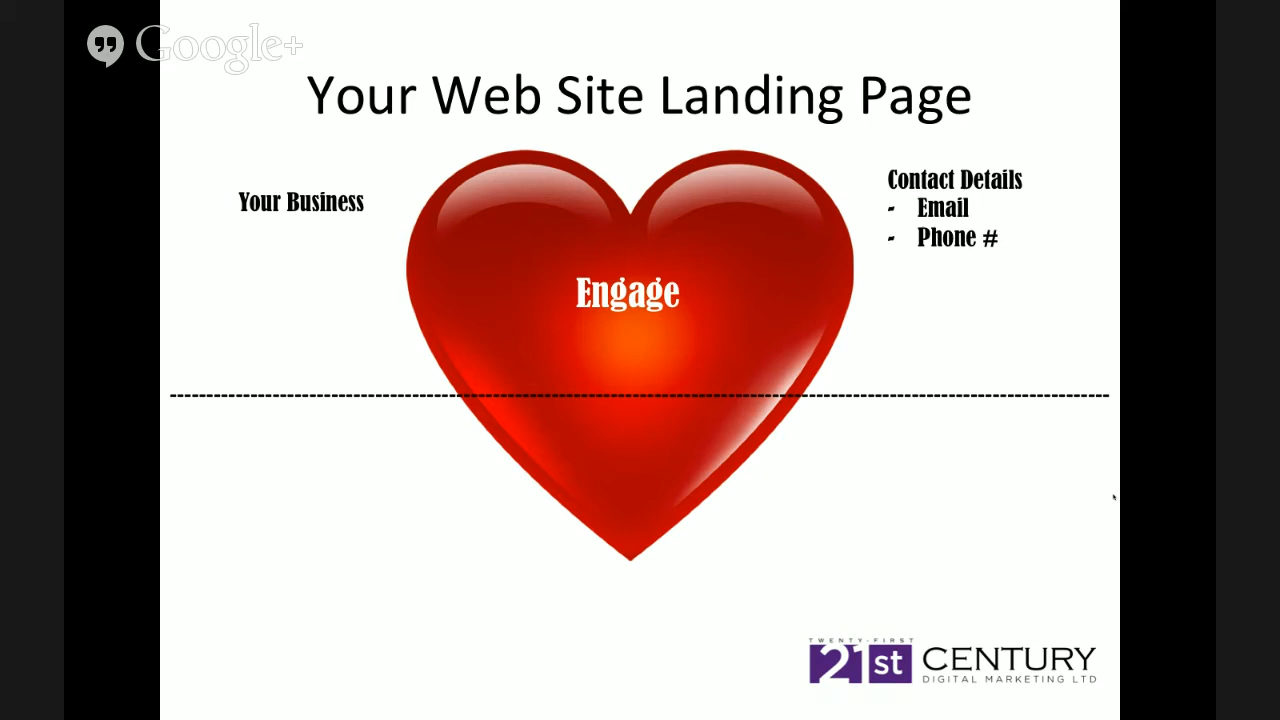 Google+
Your Web Site Landing Page
Your Business
Contact Details
- Email
- Phone #
Engage
TWENTY-FIRST
21st CENTURY
DIGITAL MARKETING LTD